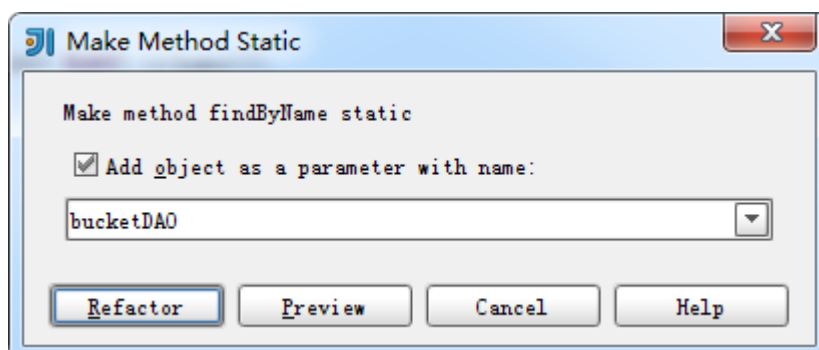 Make Method Static
Make method findByName static
Add object as a parameter with name:
bucketDAO
Refactor Preview Cancel Help